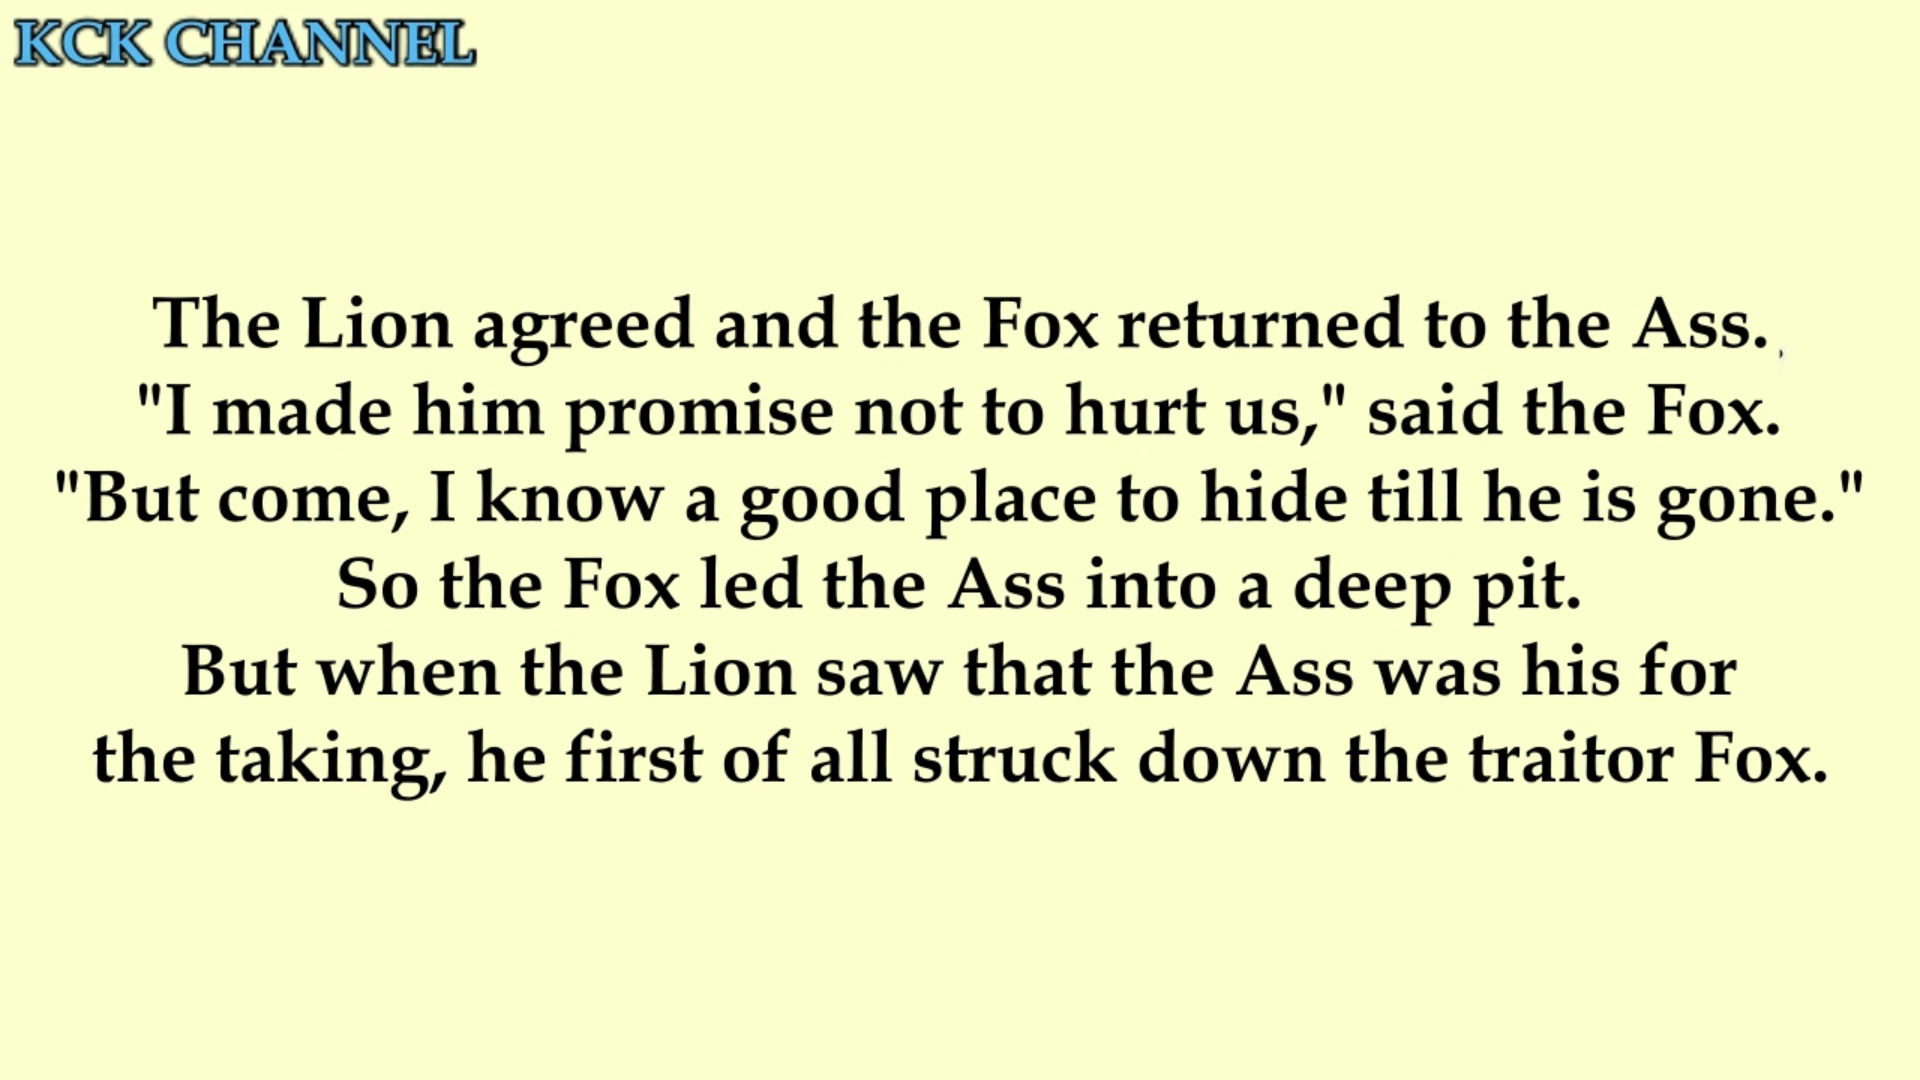 KCK CHANNEL
The Lion agreed and the Fox returned to the Ass.
"I made him promise not to hurt us," said the Fox.
"But come, I know a good place to hide till he is gone."
So the Fox led the Ass into a deep pit.
But when the Lion saw that the Ass was his for
the taking, he first of all struck down the traitor Fox.